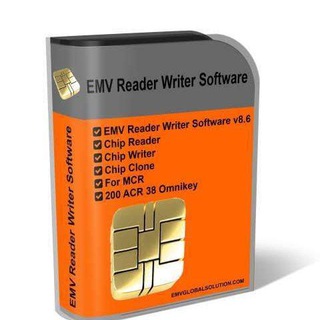 EMV Reader Writer Software
EMV Reader Writer Software v8.6
Chip Reader
Chip Writer
Chip Clone
For MCR
200 ACR 38 Omnikey
EMV Reader Writer Software
EMVGLOBALSOLUTION.COM